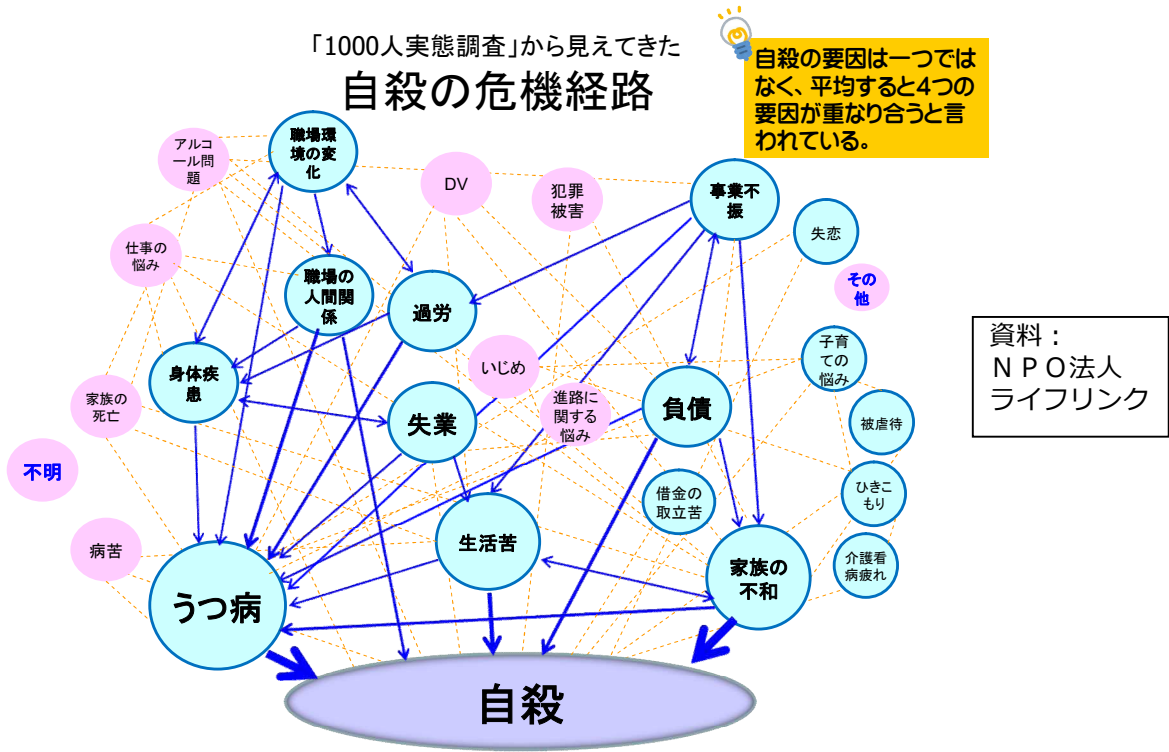 「1000人実態調査」から見えてきた
自殺の危機経路
自殺の要因は一つでは
なく、平均すると4つの
要因が重なり合うと言
われている。
職場環
境の変
化
アルコ
ール問
題
DV
犯罪
被害
事業不
振
失恋
仕事の
悩み
職場の
人間関
係
過労
その
他
いじめ
子育
ての
悩み
身体疾
患
家族の
死亡
失業
進路に
関する
悩み
負債
被虐待
不明
借金の
取立苦
ひきこ
もり
病苦
生活苦
家族の
不和
介護看
病疲れ
うつ病
自殺
資料：
ＮＰＯ法人
ライフリンク